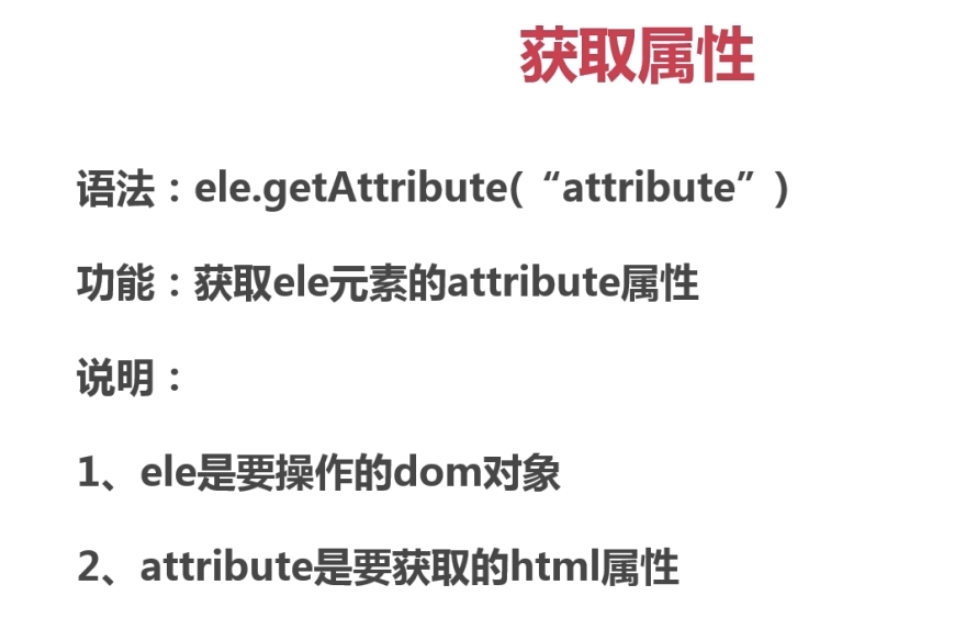 获取属性
语法：ele.getAttribute(“attribute”)
功能：获取ele元素的attribute属性
说明：
1、ele是要操作的dom对象
2、attribute是要获取的html属性